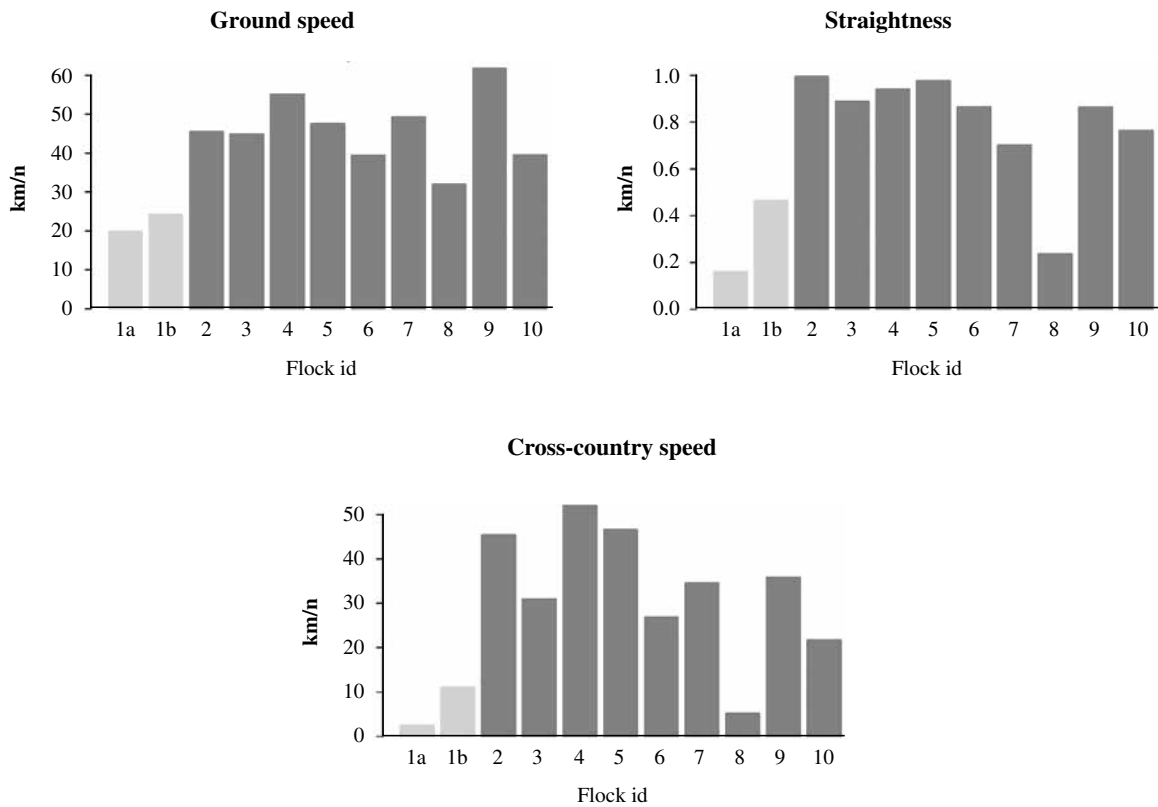 Ground speed
km/n
60
50
40
30
20
10
0
1a 1b 2 3 4 5 6 7 8 9 10
Flock id
Straightness
km/n
1.0
0.8
0.6
0.4
0.2
0.0
1a 1b 2 3 4 5 6 7 8 9 10
Flock id
Cross-country speed
km/n
50
40
30
20
10
0
1a 1b 2 3 4 5 6 7 8 9 10
Flock id